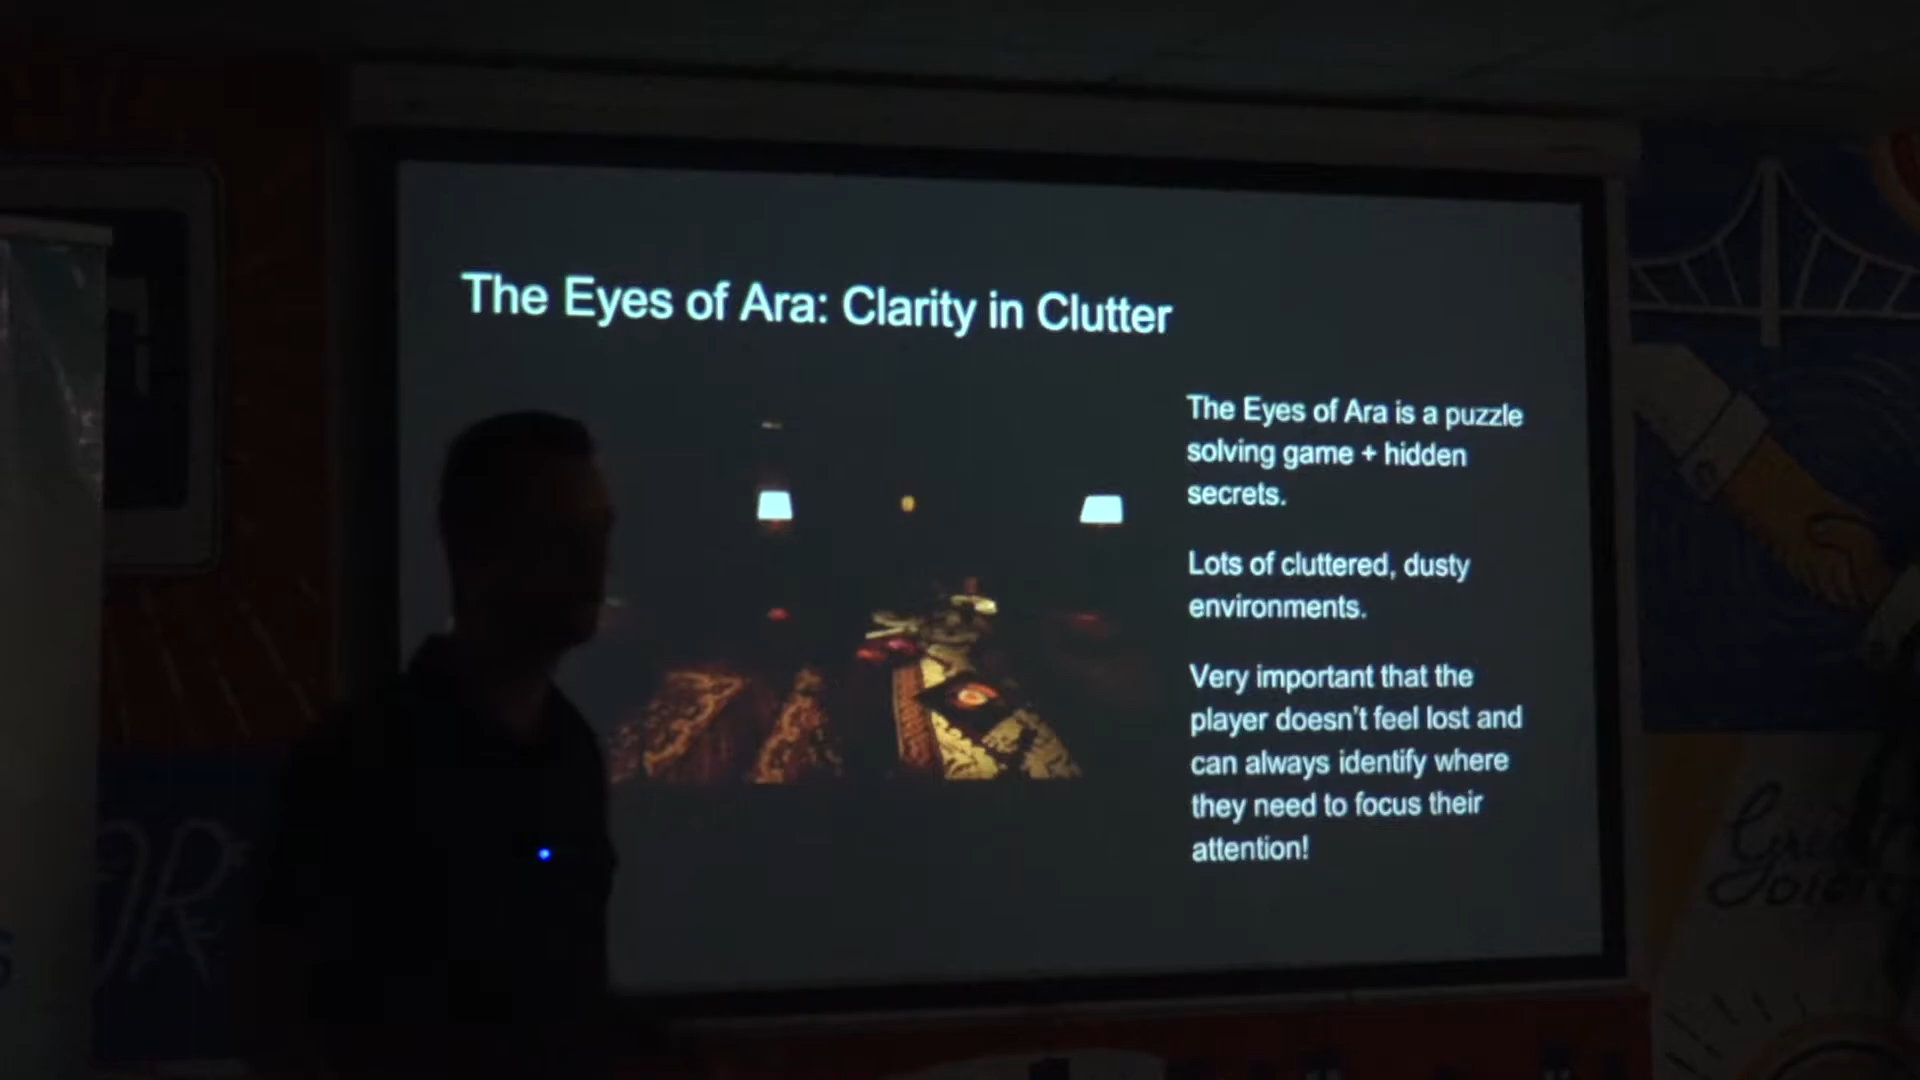 The Eyes of Ara: Clarity in Clutter
The Eyes of Ara is a puzzle
solving game + hidden
secrets.
Lots of cluttered, dusty
environments.
Very important that the
player doesn't feel lost and
can always identify where
they need to focus their
attention!